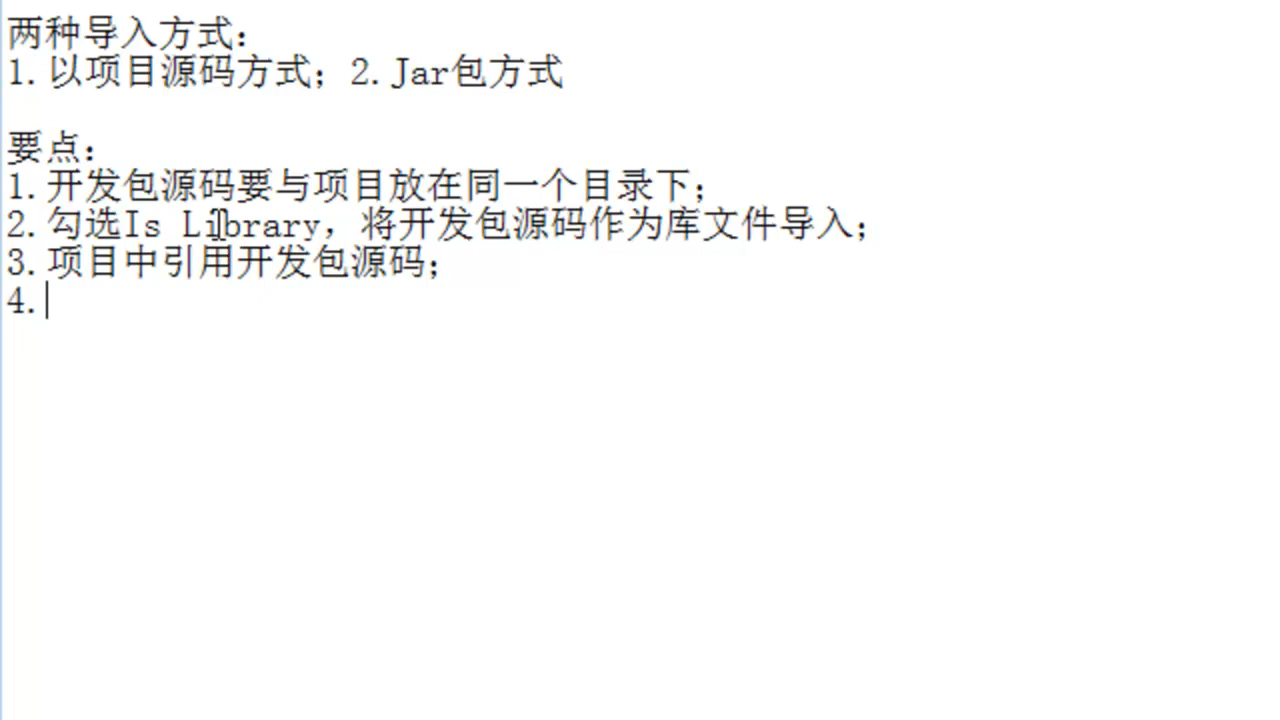 两种导入方式：
1.以项目源码方式；2.Jar包方式
要点：
1.开发包源码要与项目放在同一个目录下；
2.勾选Is Library，将开发包源码作为库文件导入；
3.项目中引用开发包源码；
4.